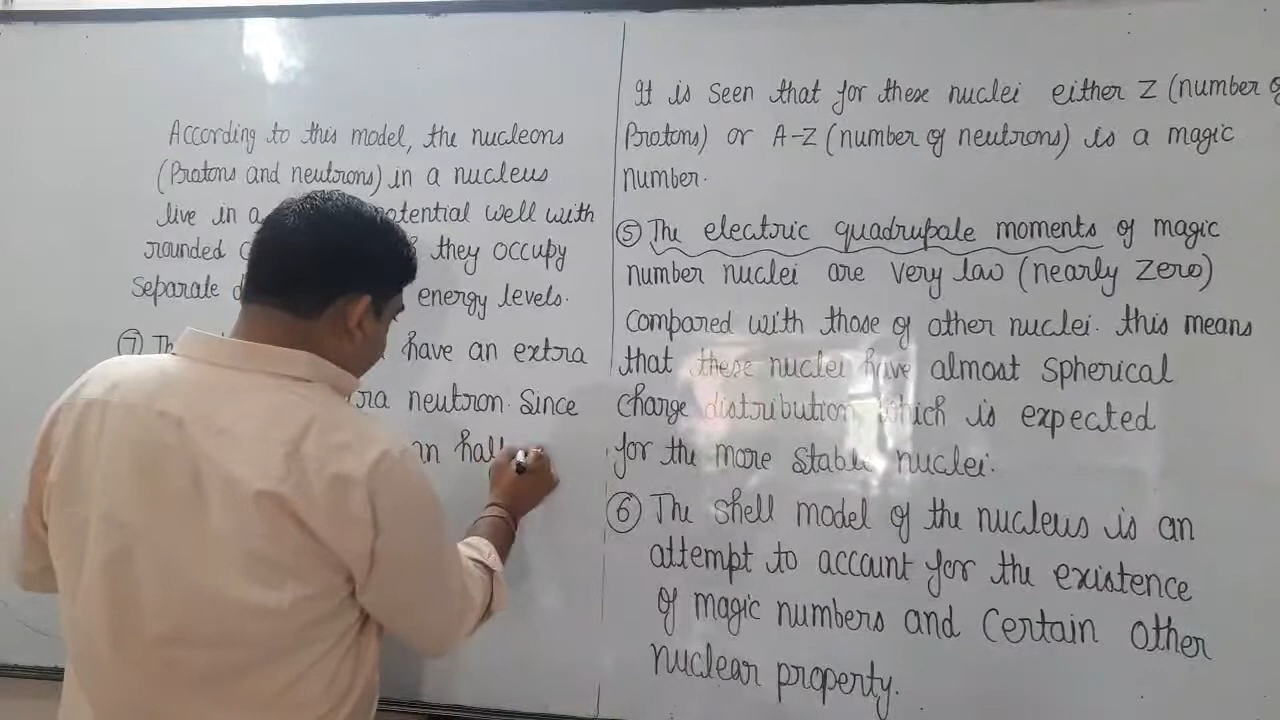 According to this model, the nucleons
(Protons and neutrons) in a nucleus
live in a potential well with
rounded they occupy
Separate energy levels.
⑦ have an extra
neutron. Since
It is seen that for these nuclei either Z (number of
Protons) or A-Z (number of neutrons) is a magic
number.
⑤ The electric quadrupole moments of magic
number nuclei are very low (nearly zero)
Compared with those of other nuclei. this means
that these nuclei have almost spherical
charge distribution which is expected
for the more stable nuclei.
⑥ The shell model of the nucleus is an
attempt to account for the existence
of magic numbers and Certain other
nuclear property.